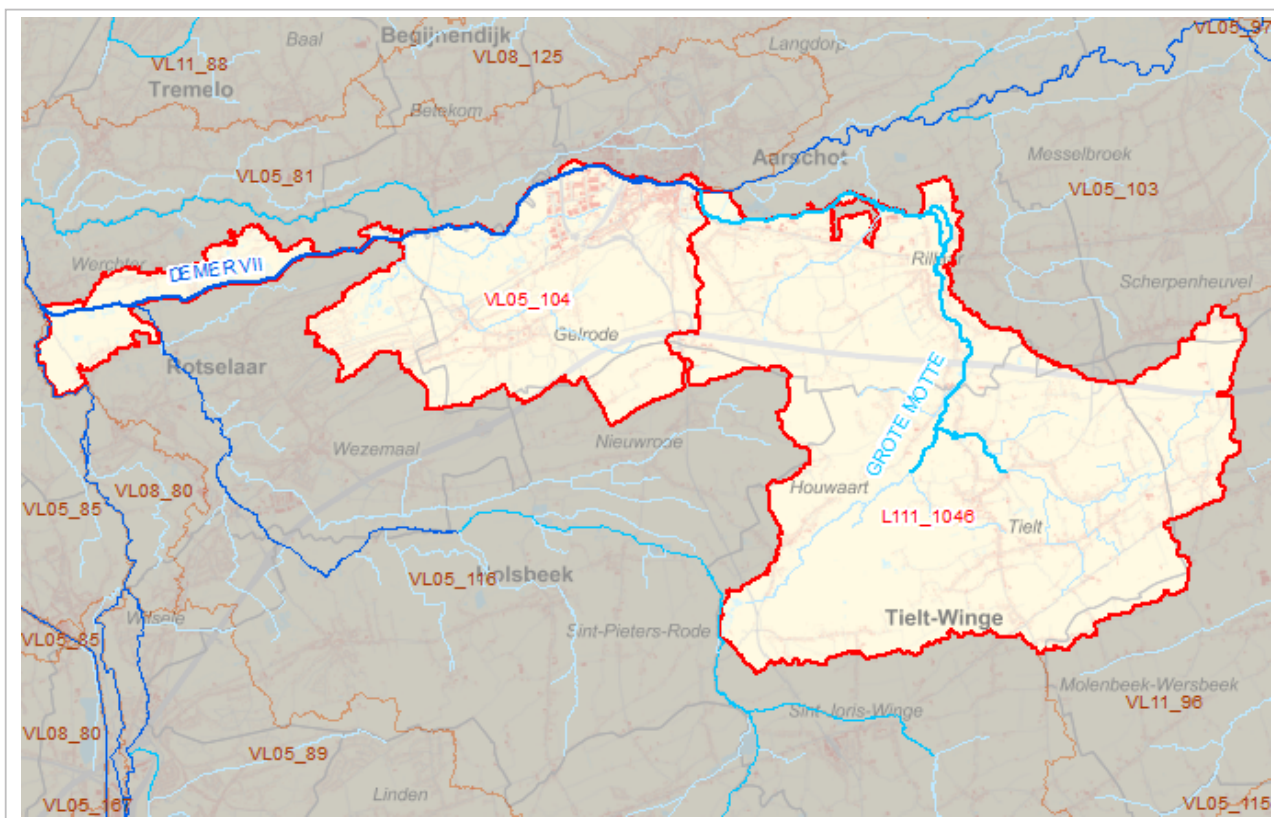 Baal
Begijnendijk
VL05_97
Langdorp
VL11_88
VL08_125
Tremelo
Betekom
Aarschot
Messelbroek
VL05_81
VL05_103
Werchter
DEMER VII
Rillaar
Scherpenheuvel
VL05_104
Gelrode
Rotselaar
GROTE MOTTE
Wezemaal
Nieuwrode
Houwaart
VL08_80
VL05_85
L111_1046
Tielt
VL05_116
Holsbeek
Wilsele
Tielt-Winge
Sint-Pieters-Rode
VL05_85
Molenbeek-Wersbeek
VL11_96
Sint-Joris-Winge
VL08_80
VL05_89
Linden
VL05_167
VL05_115